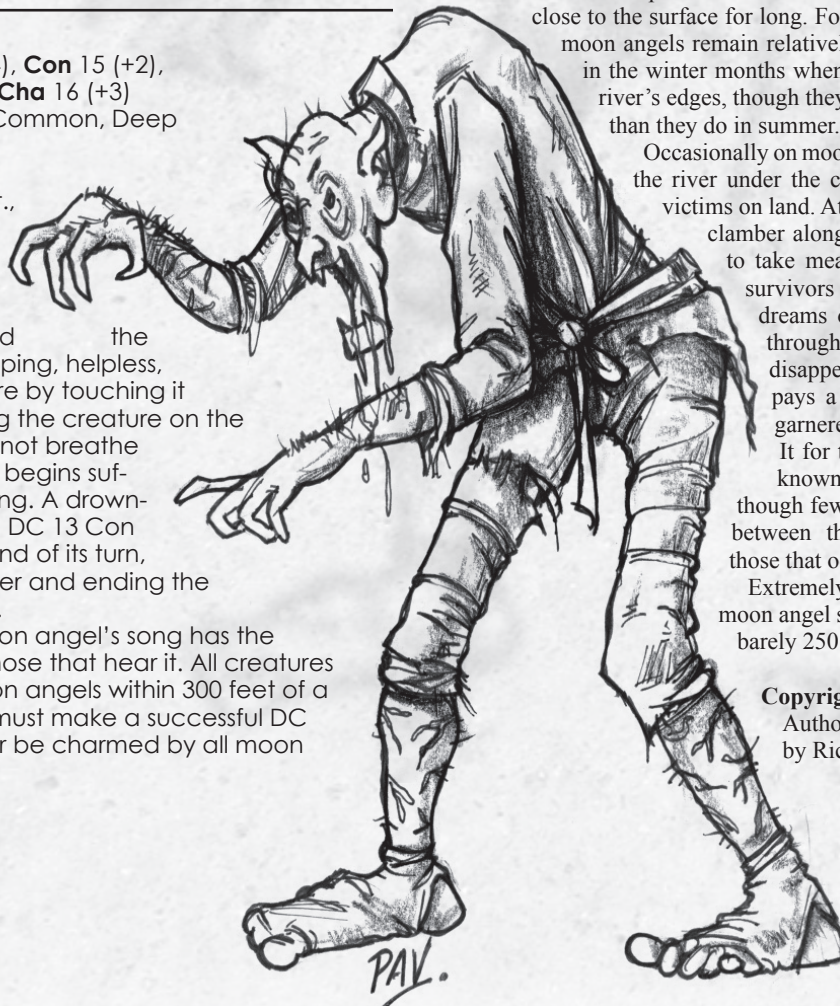 ), Con 15 (+2),
Cha 16 (+3)
Common, Deep
d the
ping, helpless,
re by touching it
g the creature on the
not breathe
begins suf-
ng. A drown-
DC 13 Con
nd of its turn,
er and ending the
on angel's song has the
hose that hear it. All creatures
on angels within 300 feet of a
must make a successful DC
r be charmed by all moon
close to the surface for long. Fo
moon angels remain relativel
in the winter months when
river's edges, though they
than they do in summer.
Occasionally on moo
the river under the c
victims on land. At
clamber along
to take mea
survivors
dreams o
through
disappe
pays a
garnere
It for t
known
though few
between th
those that o
Extremely
moon angel s
barely 250
Copyrig
Autho
by Ric
PAV.